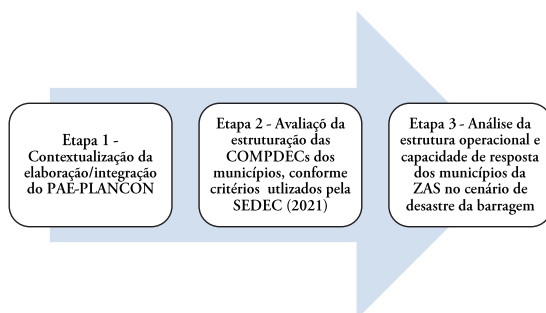 Etapa 1 -
Contextualização da
elaboração/integração
do PAE-PLANCON
Etapa 2 - Avaliaçõ da
estruturação das
COMPDECs dos
municípios, conforme
critérios utlizados pela
SEDEC (2021)
Etapa 3 - Análise da
estrutura operacional e
capacidade de resposta
dos municípios da
ZAS no cenário de
desastre da barragem